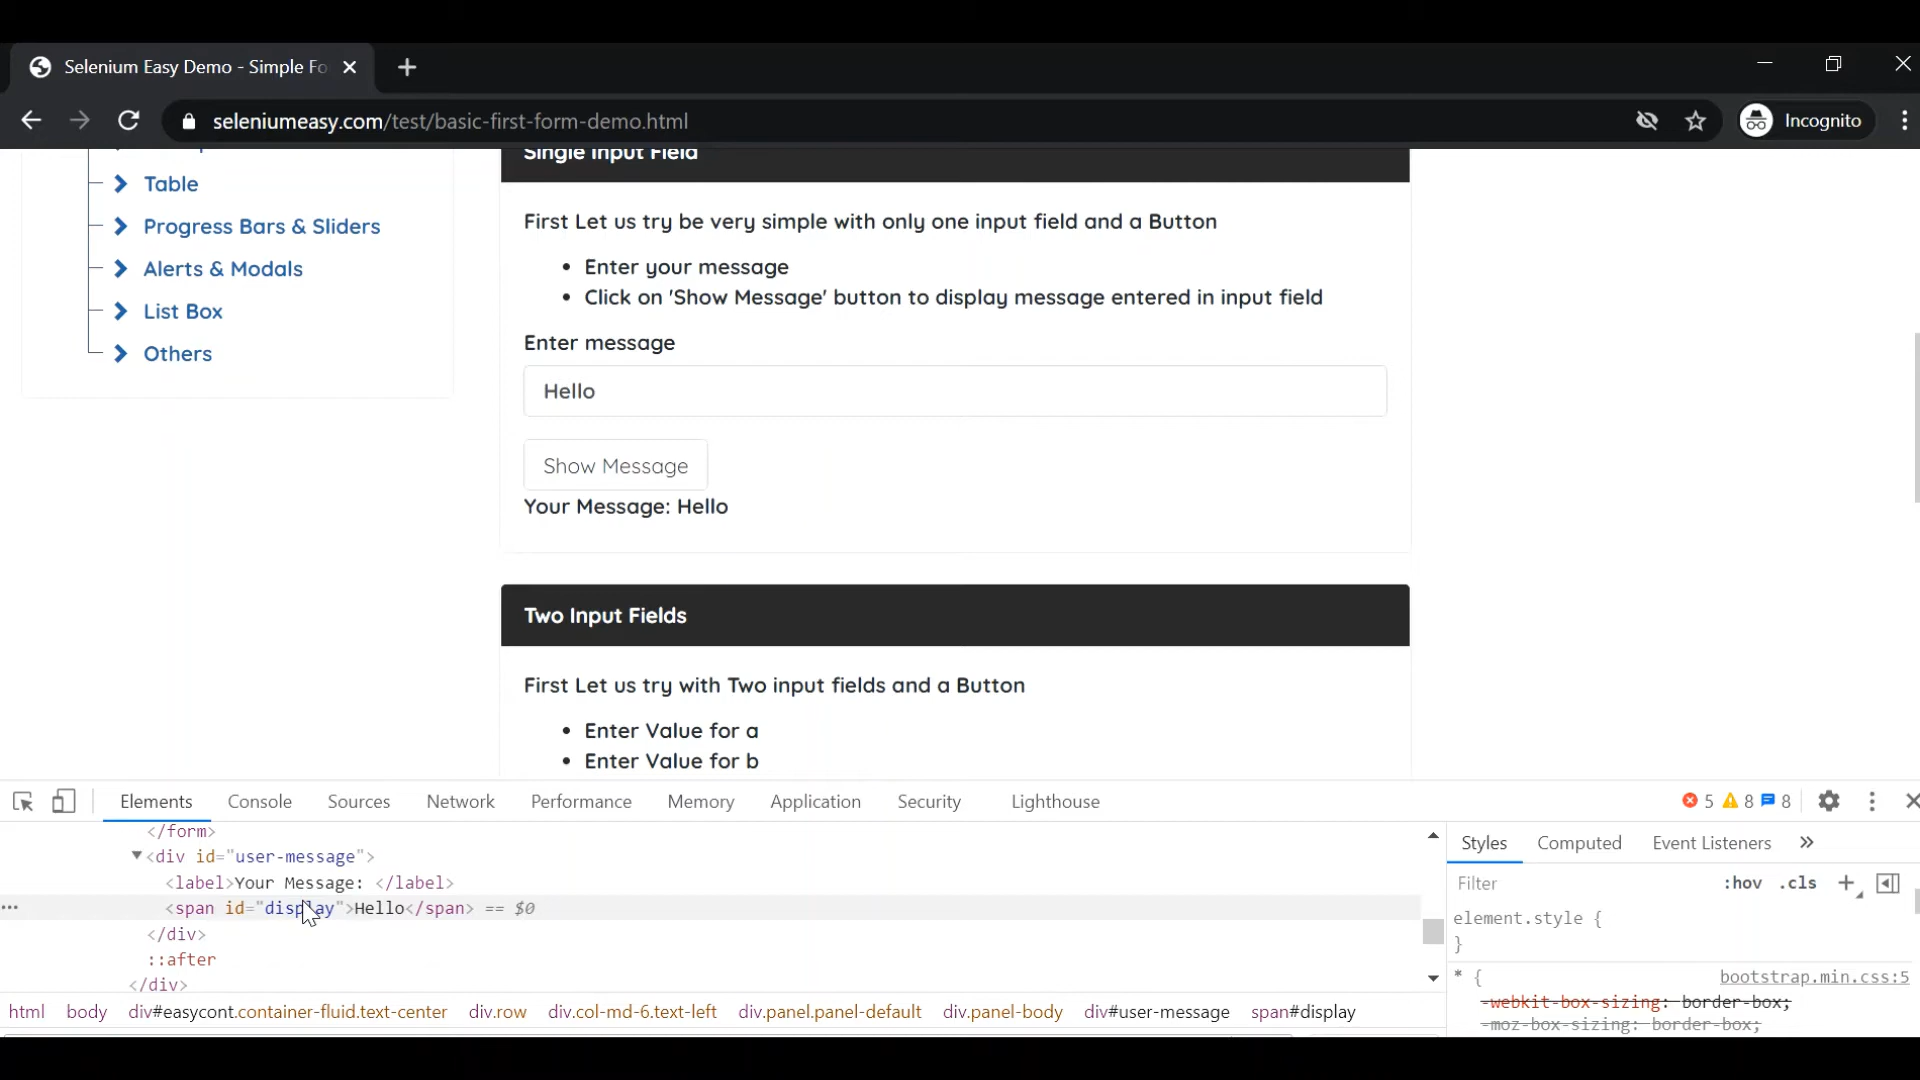 Selenium Easy Demo - Simple Fo
seleniumeasy.com/test/basic-first-form-demo.html
Incognito
Table
Progress Bars & Sliders
Alerts & Modals
List Box
Others
Single Input Field
First Let us try be very simple with only one input field and a Button
• Enter your message
• Click on 'Show Message' button to display message entered in input field
Enter message
Hello
Show Message
Your Message: Hello
Two Input Fields
First Let us try with Two input fields and a Button
• Enter Value for a
• Enter Value for b
Elements Console Sources Network Performance Memory Application Security Lighthouse 5 8 8
</form>
<div id="user-message">
<label>Your Message: </label>
<span id="display">Hello</span> == $0
</div>
::after
</div>
html body div#easycont.container-fluid.text-center div.row div.col-md-6.text-left div.panel.panel-default div.panel-body div#user-message span#display
Styles Computed Event Listeners »
Filter :hov .cls +
element.style {
}
* { bootstrap.min.css:5
-webkit-box-sizing: border-box;
-moz-box-sizing: border-box;